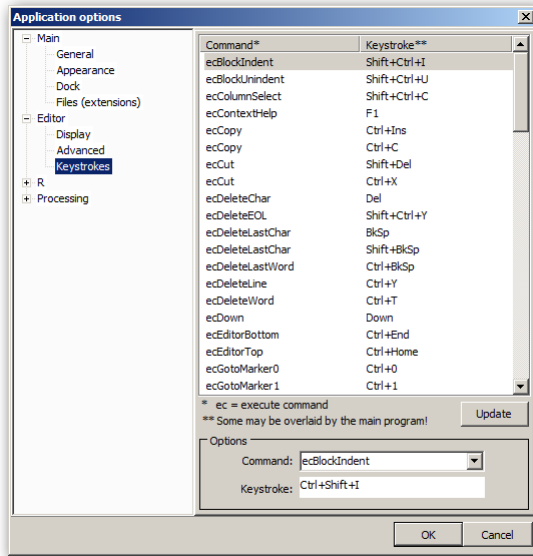 Application options
Main
General
Appearance
Dock
Files (extensions)
Editor
Display
Advanced
Keystrokes
R
Processing
Command* Keystroke**
ecBlockIndent Shift+Ctrl+I
ecBlockUnindent Shift+Ctrl+U
ecColumnSelect Shift+Ctrl+C
ecContextHelp F1
ecCopy Ctrl+Ins
ecCopy Ctrl+C
ecCut Shift+Del
ecCut Ctrl+X
ecDeleteChar Del
ecDeleteEOL Shift+Ctrl+Y
ecDeleteLastChar BkSp
ecDeleteLastChar Shift+BkSp
ecDeleteLastWord Ctrl+BkSp
ecDeleteLine Ctrl+Y
ecDeleteWord Ctrl+T
ecDown Down
ecEditorBottom Ctrl+End
ecEditorTop Ctrl+Home
ecGotoMarker0 Ctrl+0
ecGotoMarker1 Ctrl+1
* ec = execute command
** Some may be overlaid by the main program!
Update
Options
Command: ecBlockIndent
Keystroke: Ctrl+Shift+I
OK Cancel